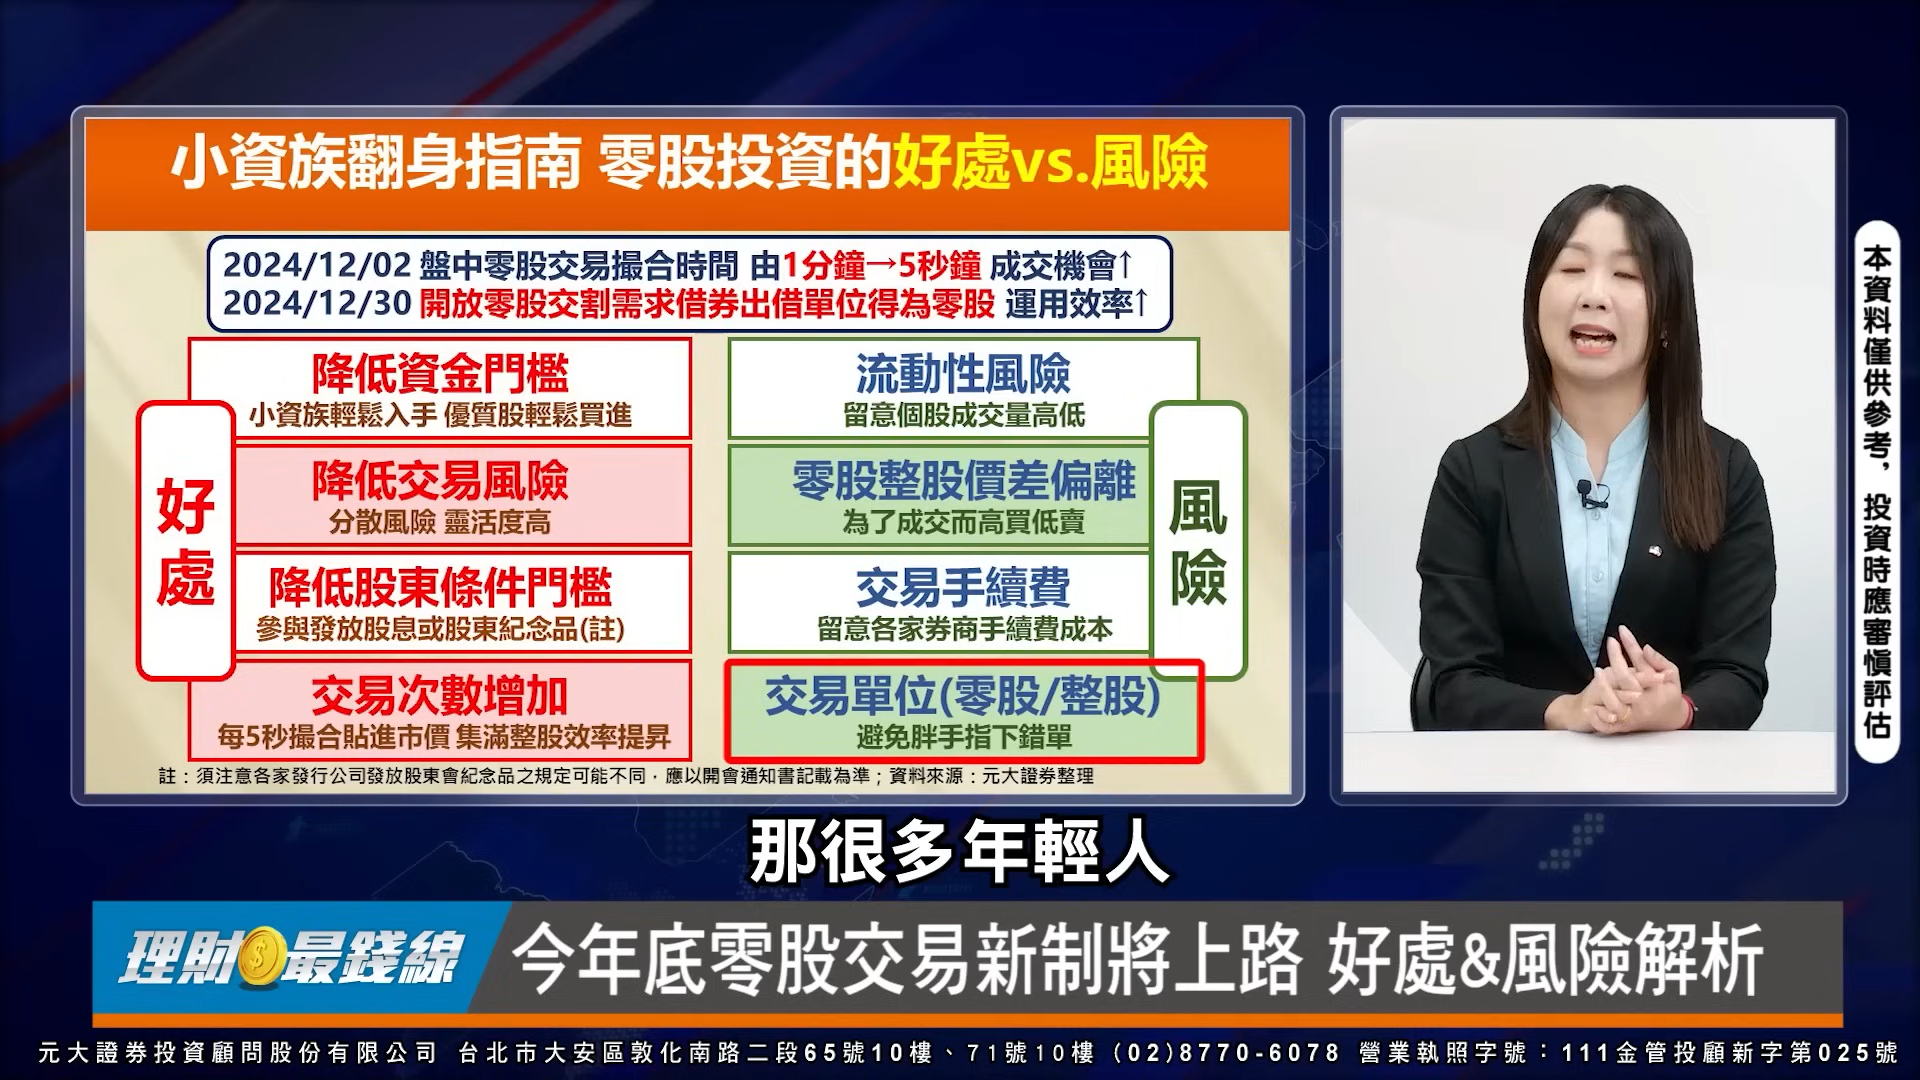 小資族翻身指南 零股投資的好處vs.風險
2024/12/02 盤中零股交易撮合時間 由1分鐘→5秒鐘 成交機會↑
2024/12/30 開放零股交割需求借券出借單位得為零股 運用效率↑
好處
降低資金門檻
小資族輕鬆入手 優質股輕鬆買進
降低交易風險
分散風險 靈活度高
降低股東條件門檻
參與發放股息或股東紀念品(註)
交易次數增加
每5秒撮合貼進市價 集滿整股效率提昇
風險
流動性風險
留意個股成交量高低
零股整股價差偏離
為了成交而高買低賣
交易手續費
留意各家券商手續費成本
交易單位(零股/整股)
避免胖手指下錯單
註：須注意各家發行公司發放股東會紀念品之規定可能不同，應以開會通知書記載為準；資料來源：元大證券整理
本資料僅供參考，投資時應審慎評估
那很多年輕人
理財最錢線
今年底零股交易新制將上路 好處&風險解析
元大證券投資顧問股份有限公司 台北市大安區敦化南路二段65號10樓、71號10樓 (02)8770-6078 營業執照字號：111金管投顧新字第025號